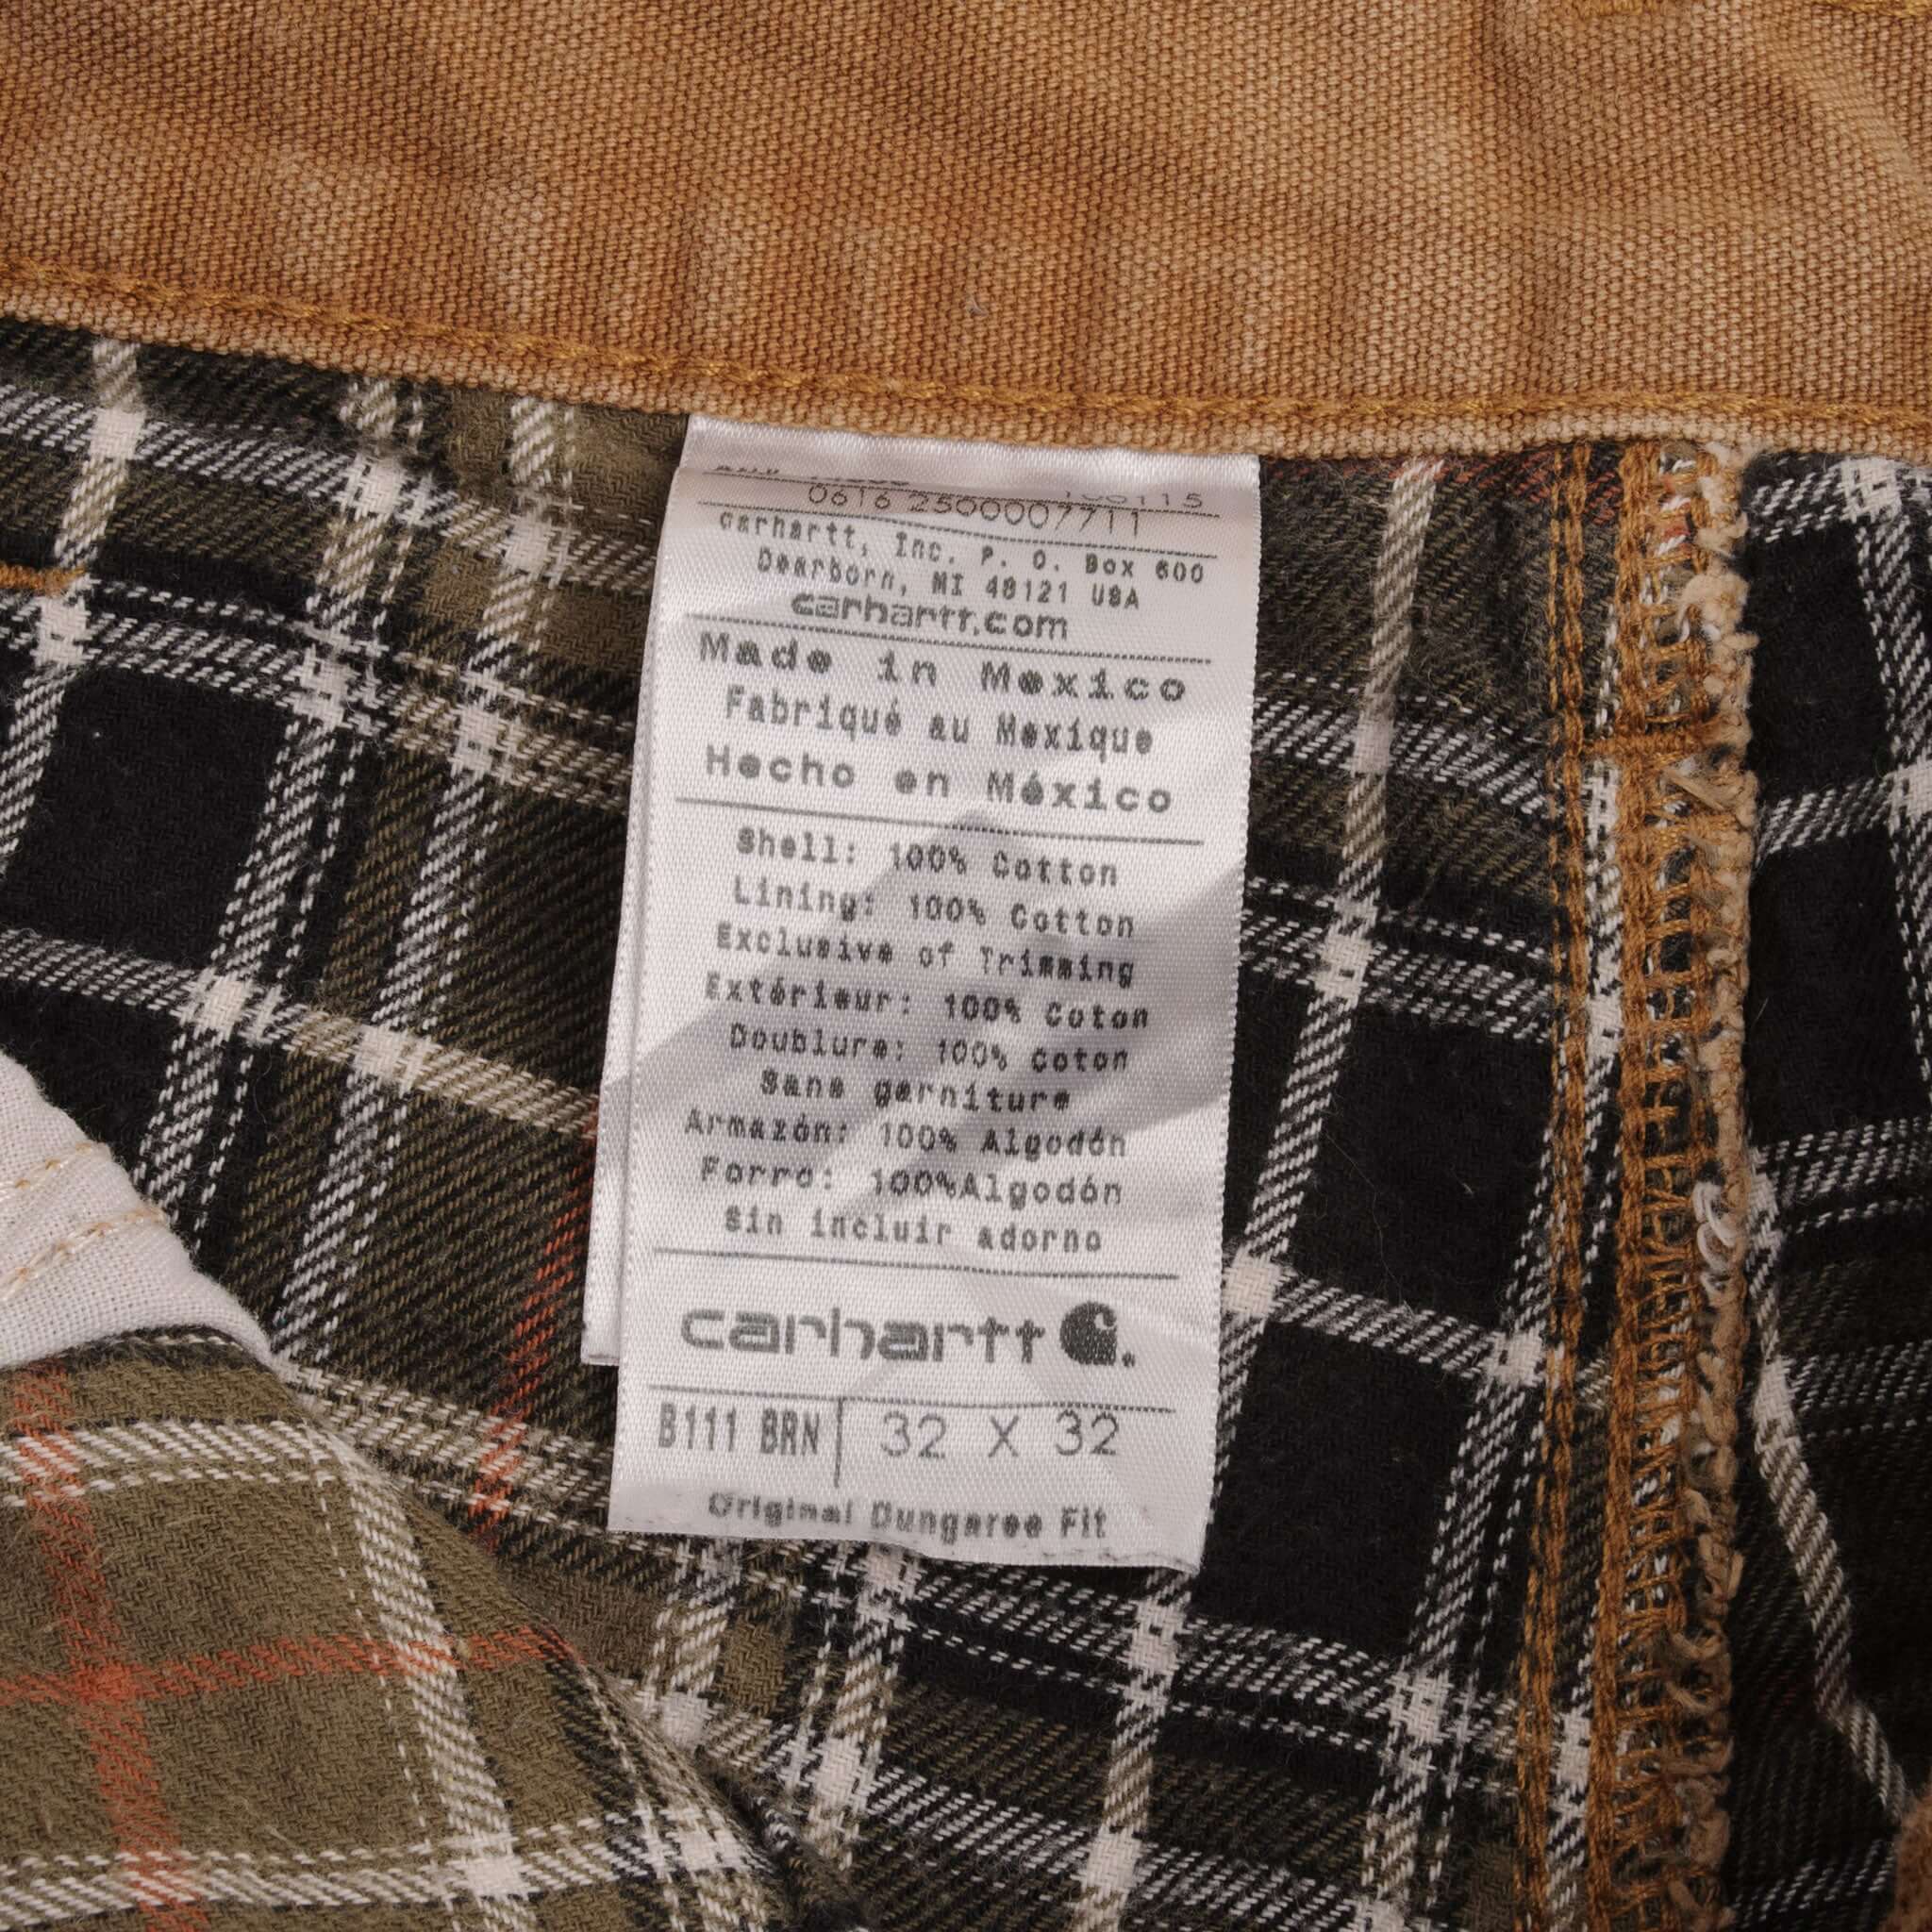 0616 2500007711
Carhartt, Inc. P. O. Box 600
Dearborn, MI 48121 USA
carhartt.com
Made in Mexico
Fabriqué au Mexique
Hecho en México
Shell: 100% Cotton
Lining: 100% Cotton
Exclusive of Trimming
Extérieur: 100% Coton
Doublure: 100% Coton
Sans garniture
Armazón: 100% Algodón
Forro: 100%Algodón
Sin incluir adorno
carhartt
B111 BRN 32 X 32
Original Dungaree Fit